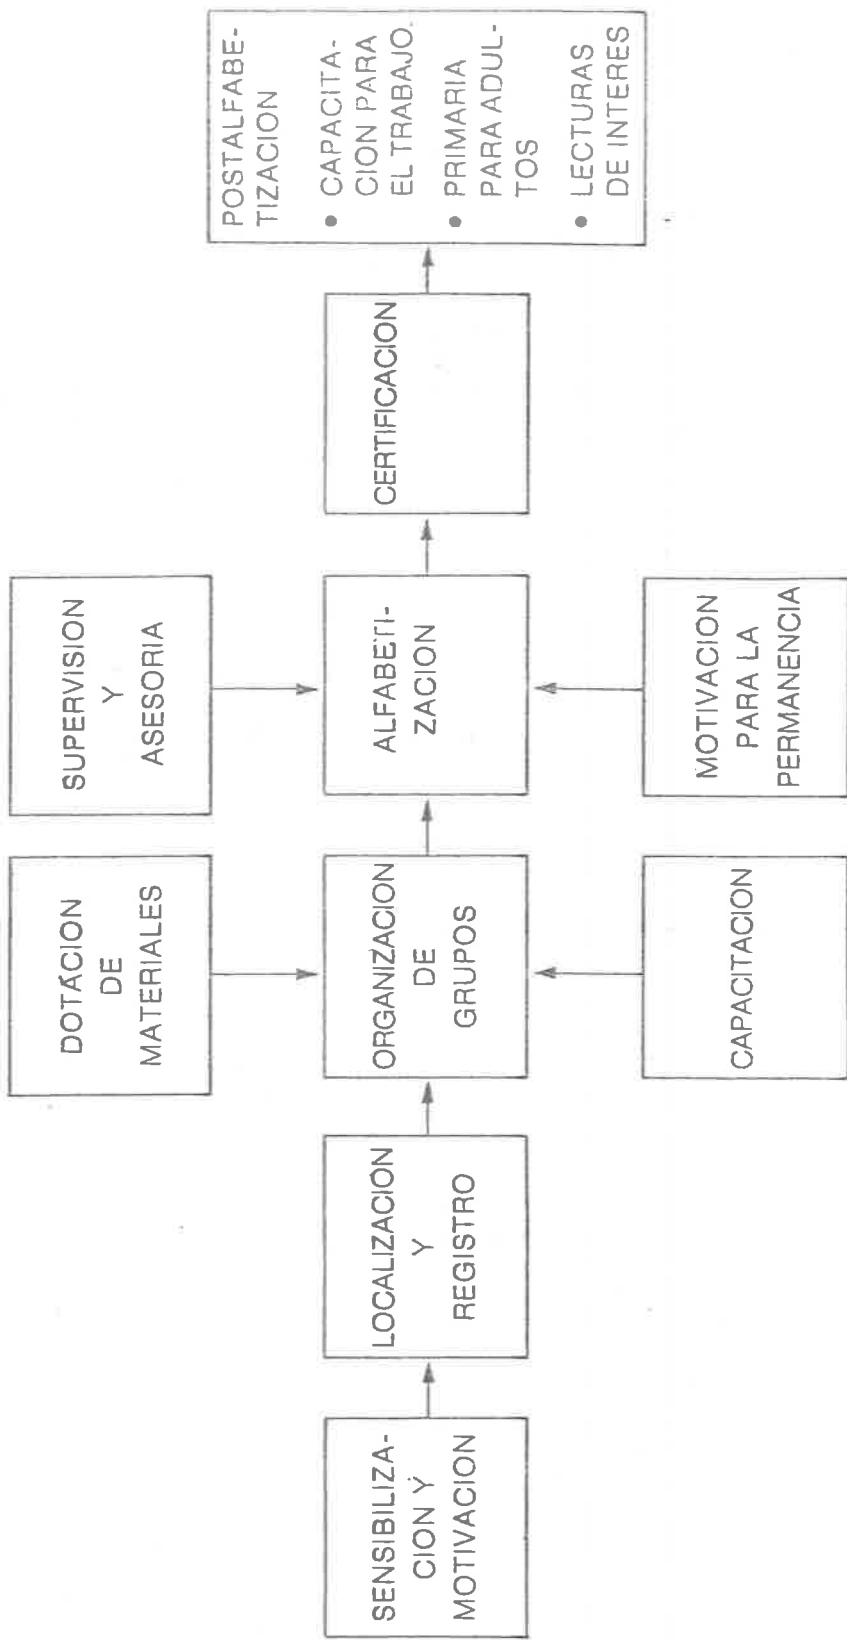 SENSIBILIZA-
CION Y
MOTIVACION
LOCALIZACION
Y
REGISTRO
DOTACION
DE
MATERIALES
ORGANIZACION
DE
GRUPOS
CAPACITACION
SUPERVISION
Y
ASESORIA
ALFABETI-
ZACION
MOTIVACION
PARA LA
PERMANENCIA
CERTIFICACION
POSTALFABE-
TIZACION
• CAPACITA-
CION PARA
EL TRABAJO.
• PRIMARIA
PARA ADUL-
TOS
• LECTURAS
DE INTERES